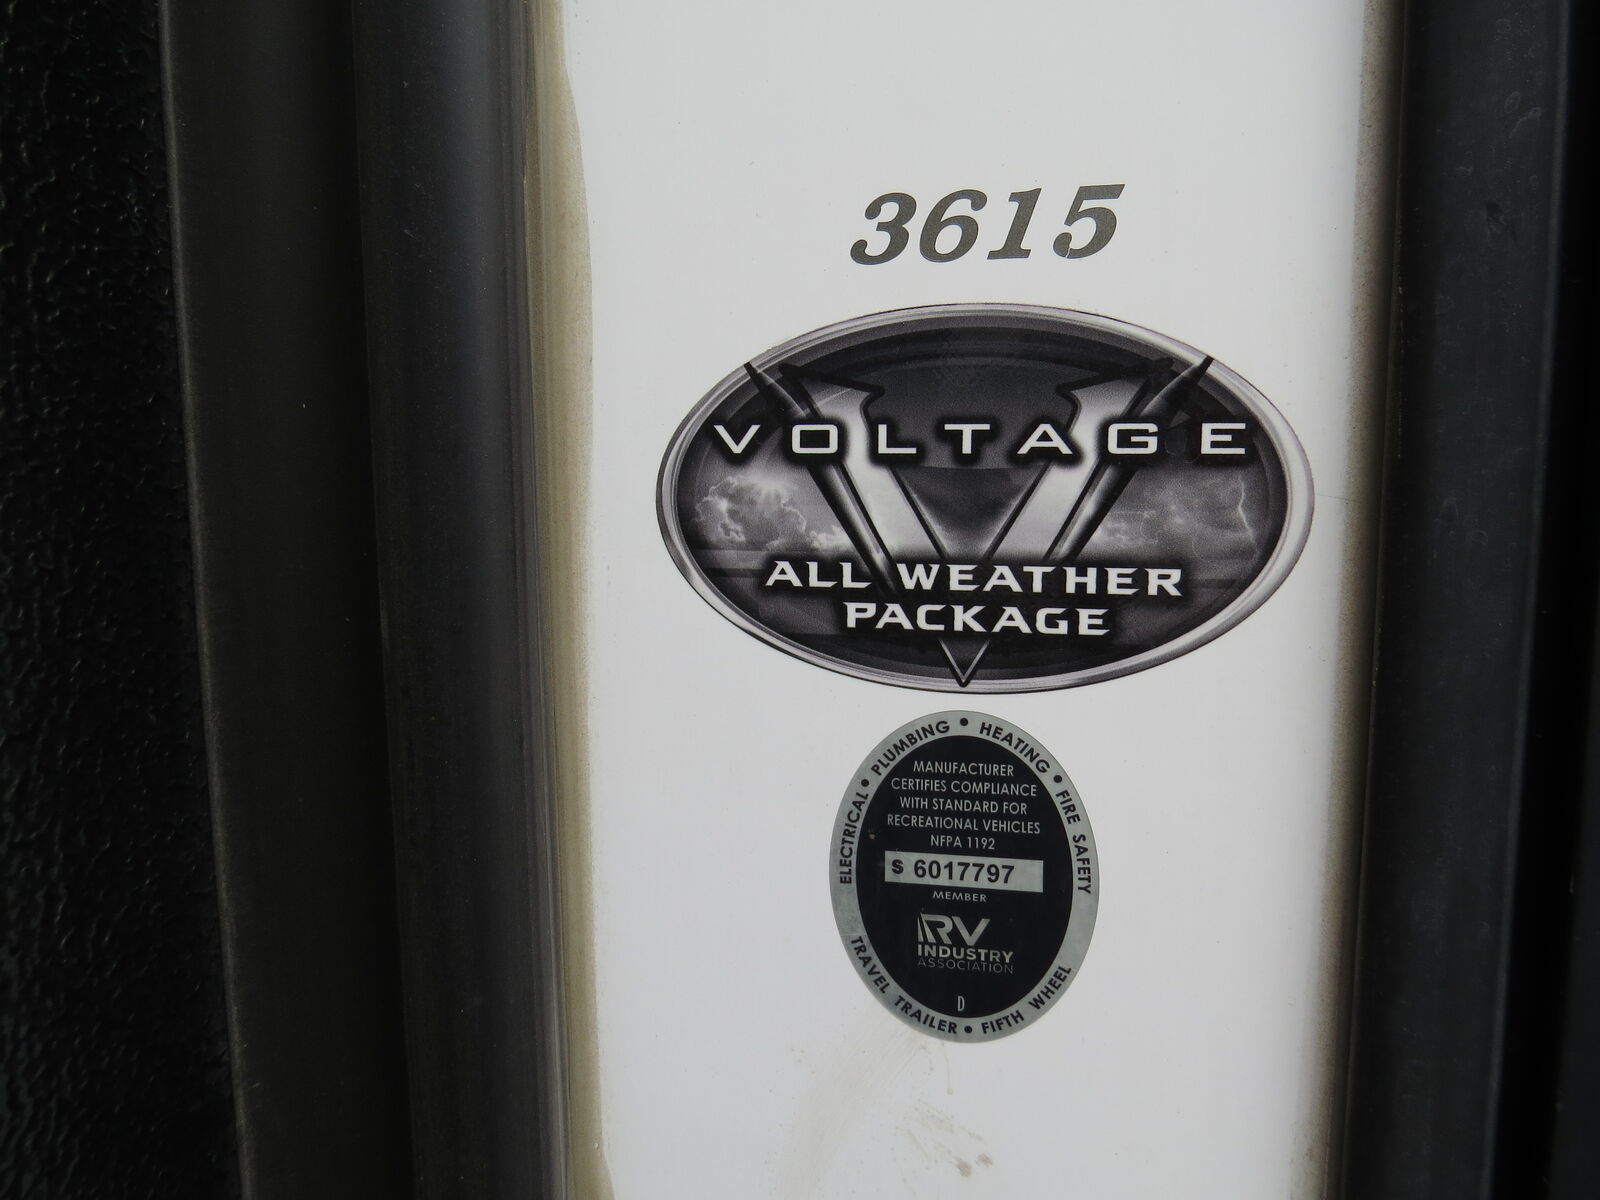 3615
VOLTAGE
ALL WEATHER
PACKAGE
ELECTRICAL • PLUMBING • HEATING • FIRE SAFETY
MANUFACTURER
CERTIFIES COMPLIANCE
WITH STANDARD FOR
RECREATIONAL VEHICLES
NFPA 1192
S 6017797
MEMBER
RV
INDUSTRY
ASSOCIATION
D
TRAVEL TRAILER • FIFTH WHEEL